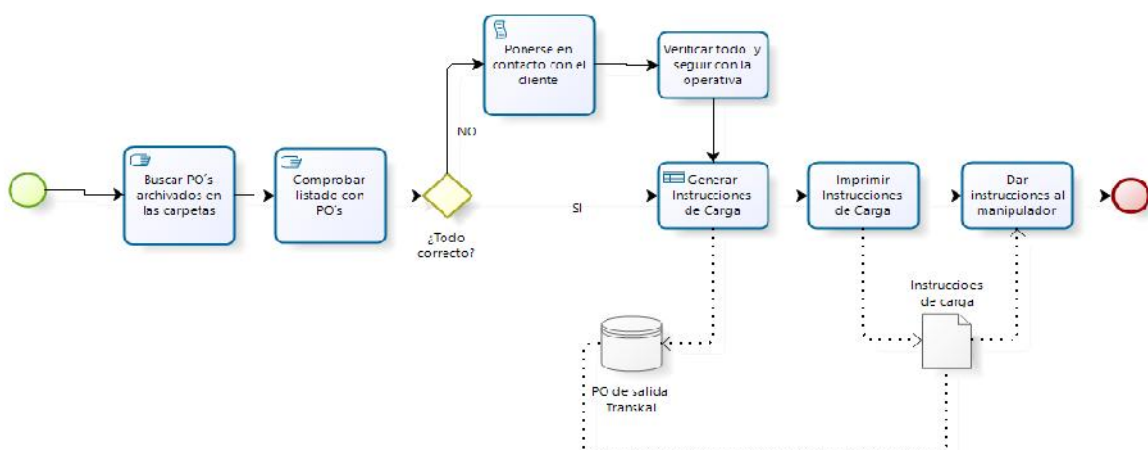 Ponerse en
contacto con el
cliente
Verificar todo y
seguir con la
operativa
NO
Buscar PO's
archivados en
las carpetas
Comprobar
listado con
PO's
¿Todo
correcto?
SI
Generar
Instrucciones
de Carga
Imprimir
Instrucciones
de Carga
Dar
instrucciones al
manipulador
Instrucciones
de carga
PO de salida
Transkal